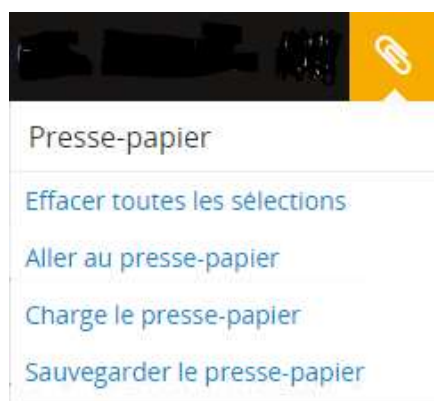 Presse-papier
Effacer toutes les sélections
Aller au presse-papier
Charge le presse-papier
Sauvegarder le presse-papier